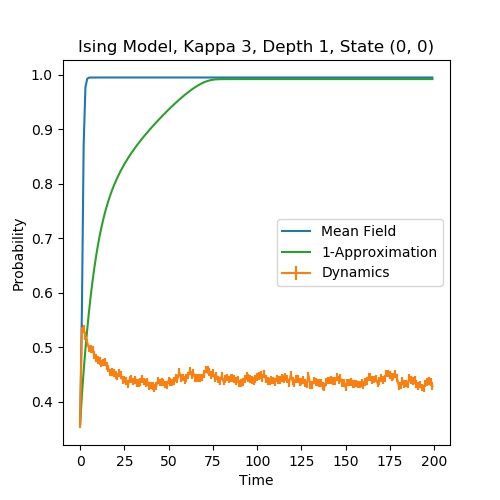 Ising Model, Kappa 3, Depth 1, State (0, 0)
Probability
1.0
0.9
0.8
0.7
0.6
0.5
0.4
Mean Field
1-Approximation
Dynamics
0 25 50 75 100 125 150 175 200
Time